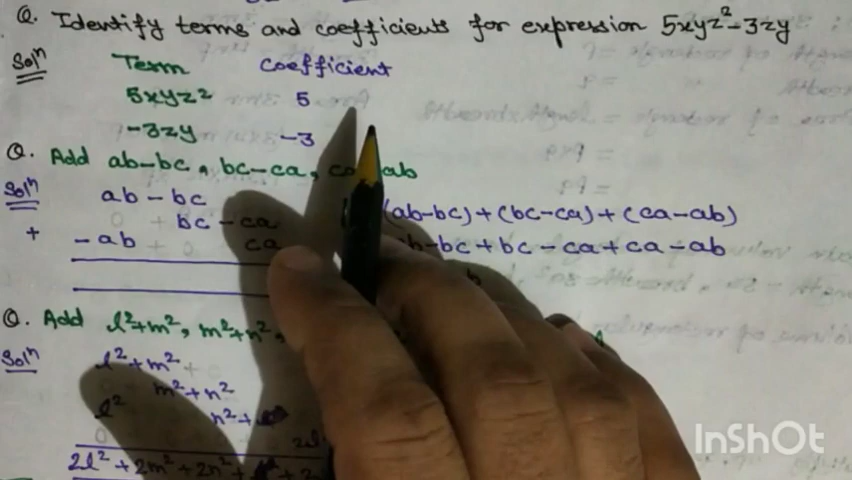 Q. Identify terms and coefficients for expression 5xyz²-3zy
Solⁿ Term coefficient
5xyz² 5
-3zy -3
Q. Add ab-bc, bc-ca, ab
Solⁿ ab - bc
bc - ca (ab-bc)+(bc-ca)+(ca-ab)
+ -ab ca -bc+bc-ca+ca-ab
Q. Add l²+m², m²+n²,
Solⁿ l²+m²
m²+n²
l² n²+
2l²+2m²+2n²
InShOt